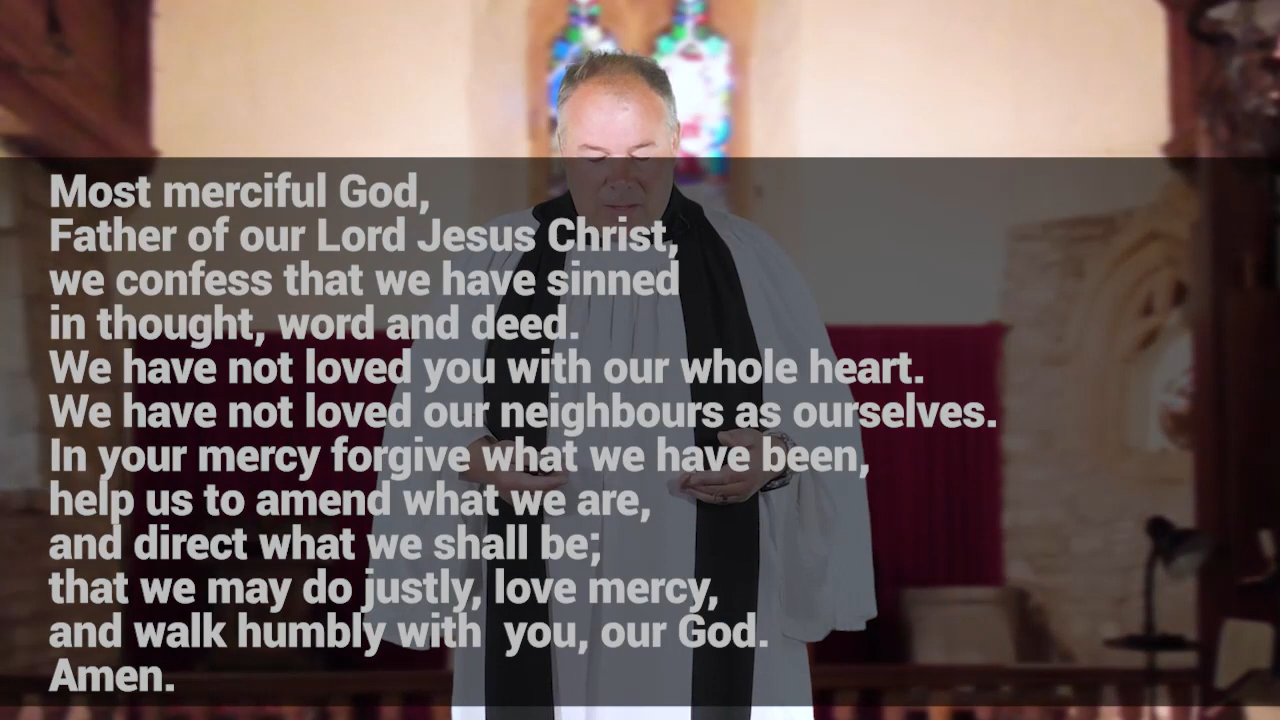 Most merciful God,
Father of our Lord Jesus Christ,
we confess that we have sinned
in thought, word and deed.
We have not loved you with our whole heart.
We have not loved our neighbours as ourselves.
In your mercy forgive what we have been,
help us to amend what we are,
and direct what we shall be;
that we may do justly, love mercy,
and walk humbly with  you, our God.
Amen.